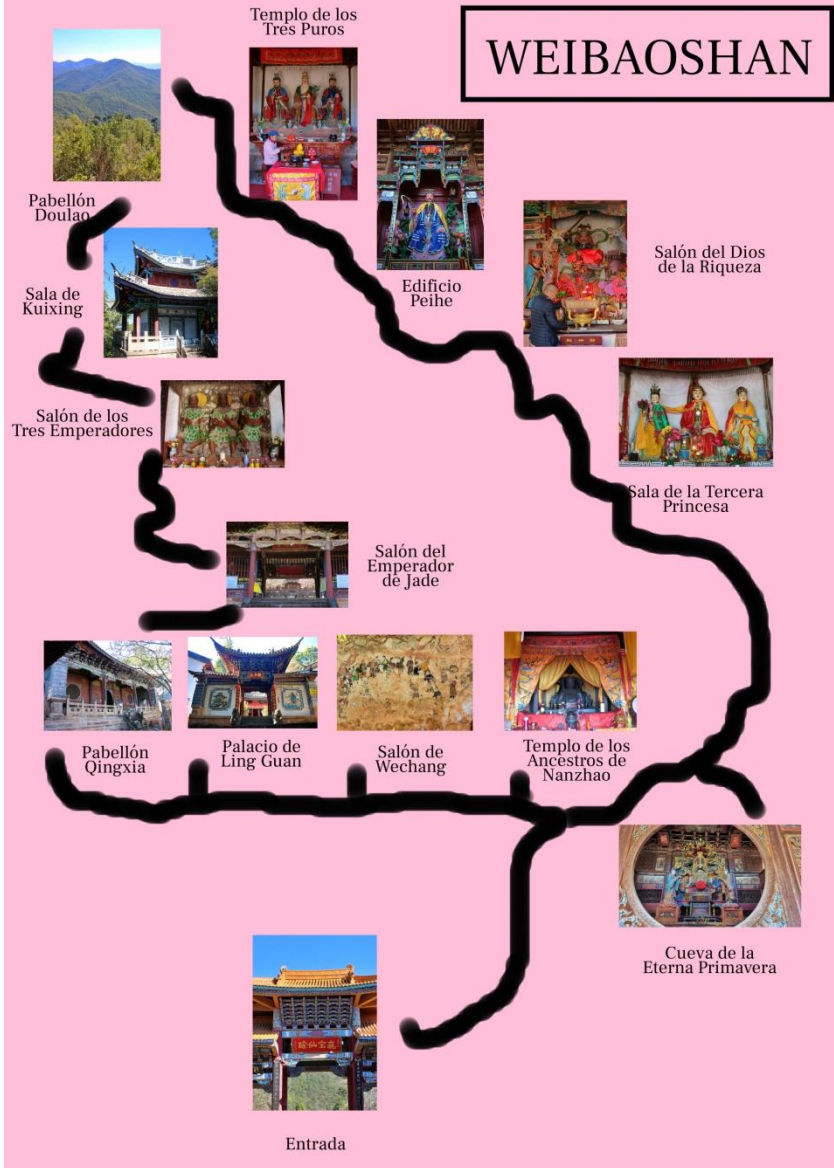 WEIBAOSHAN
Templo de los
Tres Puros
Pabellón
Doulao
Edificio
Peihe
Salón del Dios
de la Riqueza
Sala de
Kuixing
Salón de los
Tres Emperadores
Sala de la Tercera
Princesa
Salón del
Emperador
de Jade
Pabellón
Qingxia
Palacio de
Ling Guan
Salón de
Wechang
Templo de los
Ancestros de
Nanzhao
Cueva de la
Eterna Primavera
Entrada